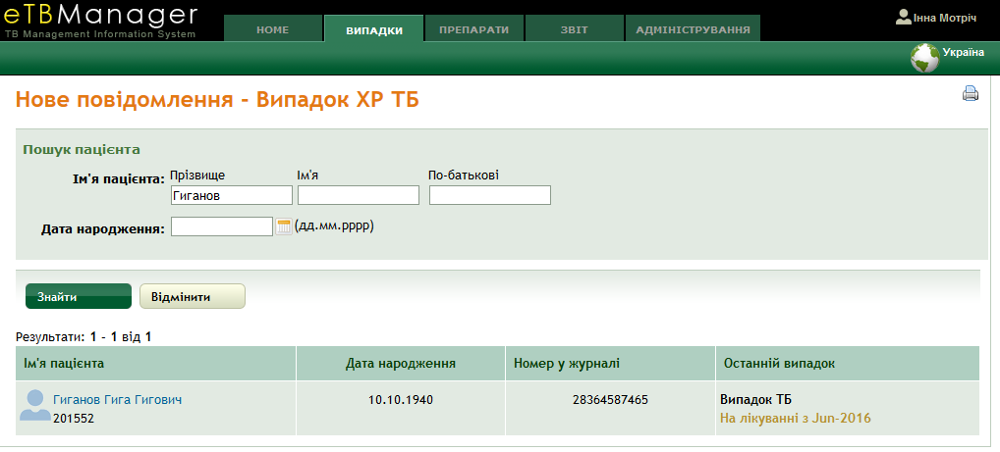 eTBManager
TB Management Information System
HOME
ВИПАДКИ
ПРЕПАРАТИ
ЗВІТ
АДМІНІСТРУВАННЯ
Інна Мотріч
Україна
Нове повідомлення - Випадок ХР ТБ
Пошук пацієнта
Прізвище Ім'я По-батькові
Ім'я пацієнта: Гиганов
Дата народження: (дд.мм.рррр)
Знайти Відмінити
Результати: 1 - 1 від 1
Ім'я пацієнта Дата народження Номер у журналі Останній випадок
Гиганов Гига Гигович 10.10.1940 28364587465 Випадок ТБ
201552 На лікуванні з Jun-2016